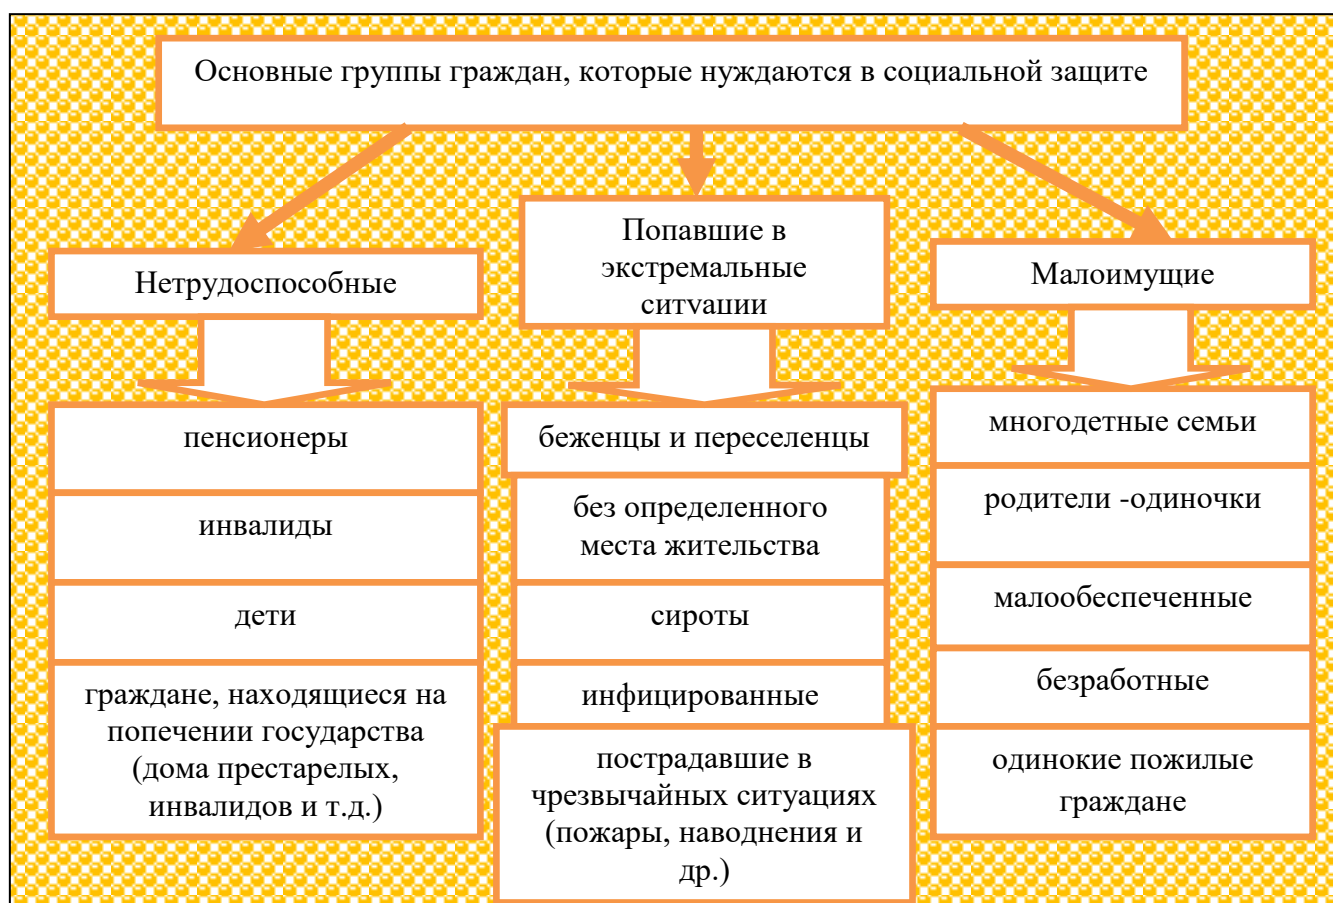 Основные группы граждан, которые нуждаются в социальной защите
Нетрудоспособные
пенсионеры
инвалиды
дети
граждане, находящиеся на
попечении государства
(дома престарелых,
инвалидов и т.д.)
Попавшие в
экстремальные
ситуации
беженцы и переселенцы
без определенного
места жительства
сироты
инфицированные
пострадавшие в
чрезвычайных ситуациях
(пожары, наводнения и
др.)
Малоимущие
многодетные семьи
родители -одиночки
малообеспеченные
безработные
одинокие пожилые
граждане